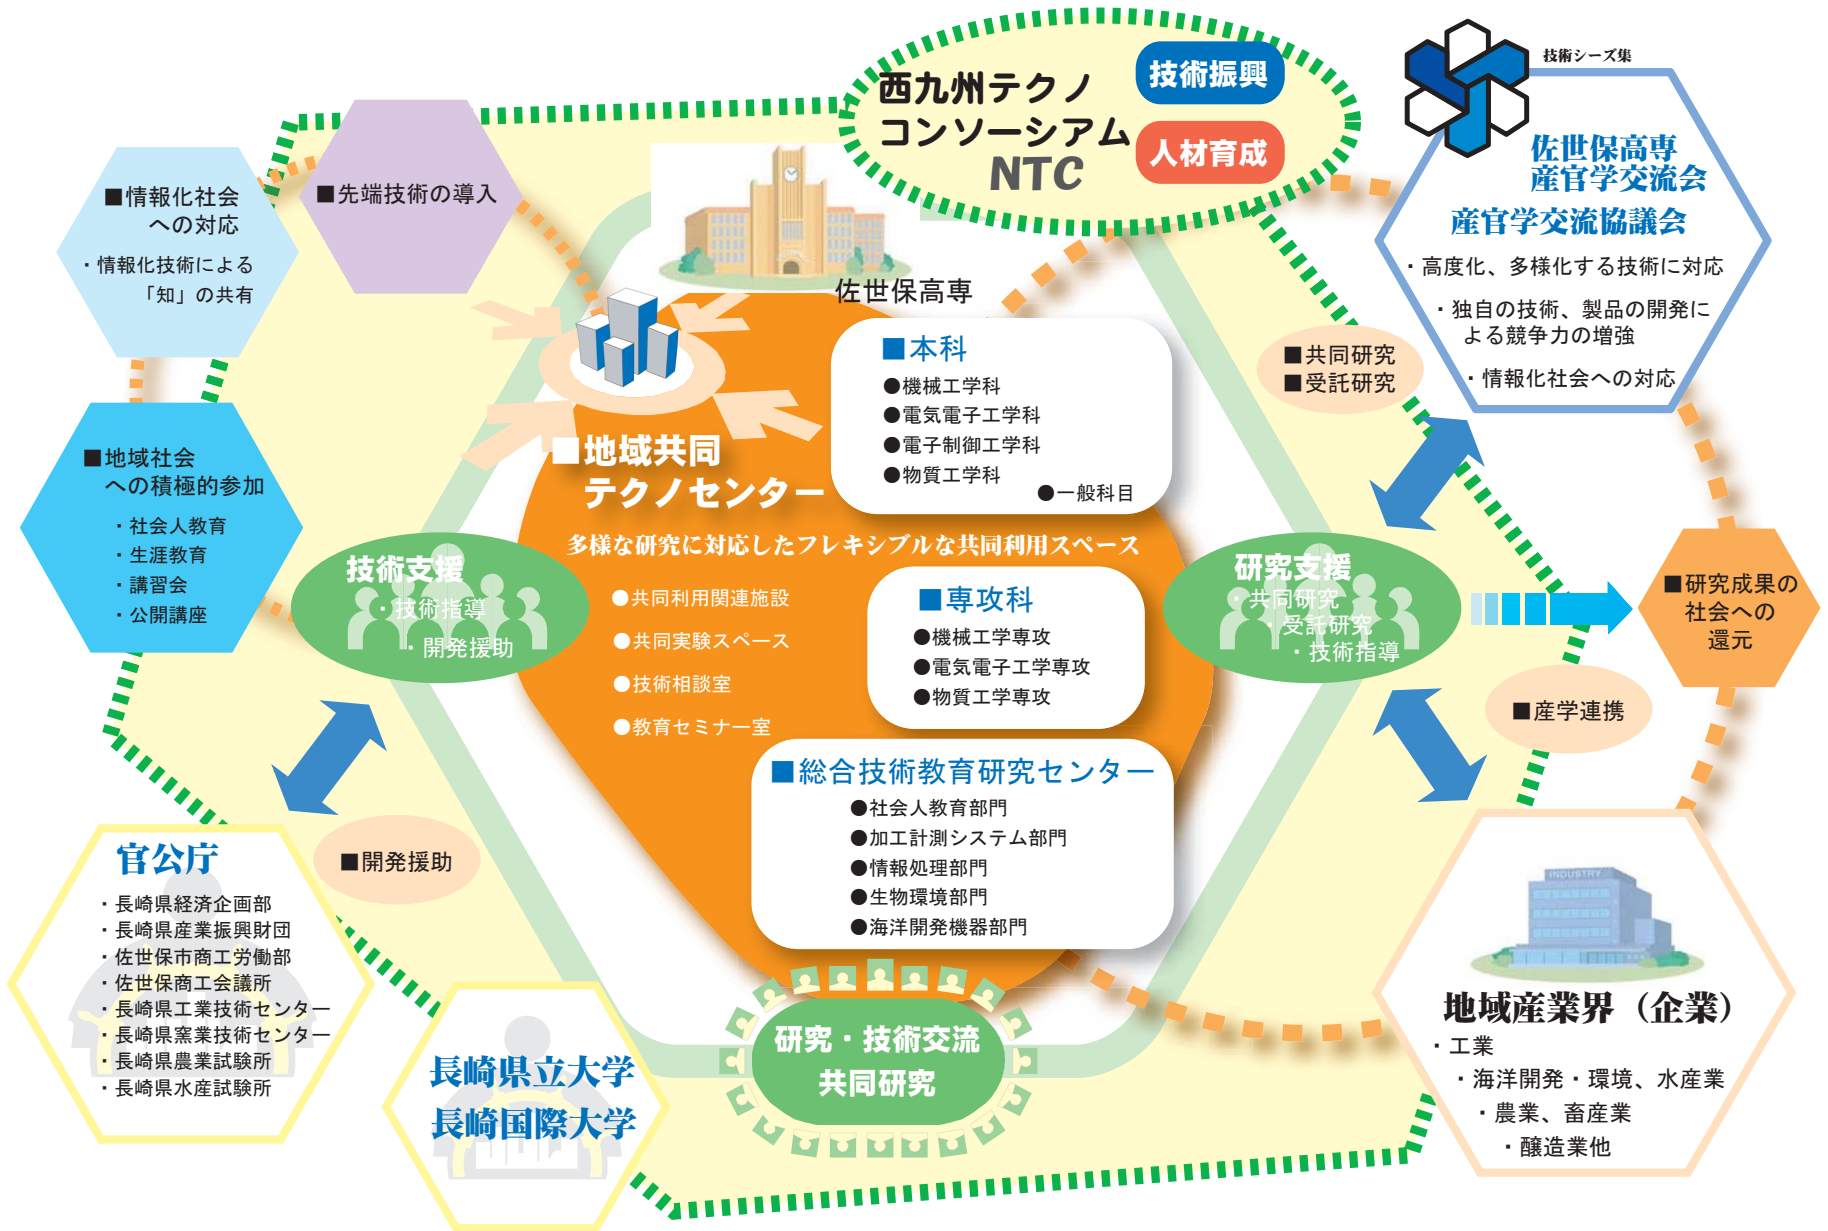 西九州テクノ
コンソーシアム
NTC
技術振興
人材育成
技術シーズ集
佐世保高専
産官学交流会
産官学交流協議会
・高度化、多様化する技術に対応
・独自の技術、製品の開発に
よる競争力の増強
・情報化社会への対応
■先端技術の導入
■情報化社会
への対応
・情報化技術による
「知」の共有
■地域社会
への積極的参加
・社会人教育
・生涯教育
・講習会
・公開講座
佐世保高専
■本科
●機械工学科
●電気電子工学科
●電子制御工学科
●物質工学科
●一般科目
■共同研究
■受託研究
■地域共同
テクノセンター
多様な研究に対応したフレキシブルな共同利用スペース
●共同利用関連施設
●共同実験スペース
●技術相談室
●教育セミナー室
■専攻科
●機械工学専攻
●電気電子工学専攻
●物質工学専攻
■総合技術教育研究センター
●社会人教育部門
●加工計測システム部門
●情報処理部門
●生物環境部門
●海洋開発機器部門
技術支援
・技術指導
・開発援助
研究支援
・共同研究
・受託研究
・技術指導
■研究成果の
社会への
還元
■産学連携
■開発援助
官公庁
・長崎県経済企画部
・長崎県産業振興財団
・佐世保市商工労働部
・佐世保商工会議所
・長崎県工業技術センター
・長崎県窯業技術センター
・長崎県農業試験所
・長崎県水産試験所
長崎県立大学
長崎国際大学
研究・技術交流
共同研究
INDUSTRY
地域産業界（企業）
・工業
・海洋開発・環境、水産業
・農業、畜産業
・醸造業他